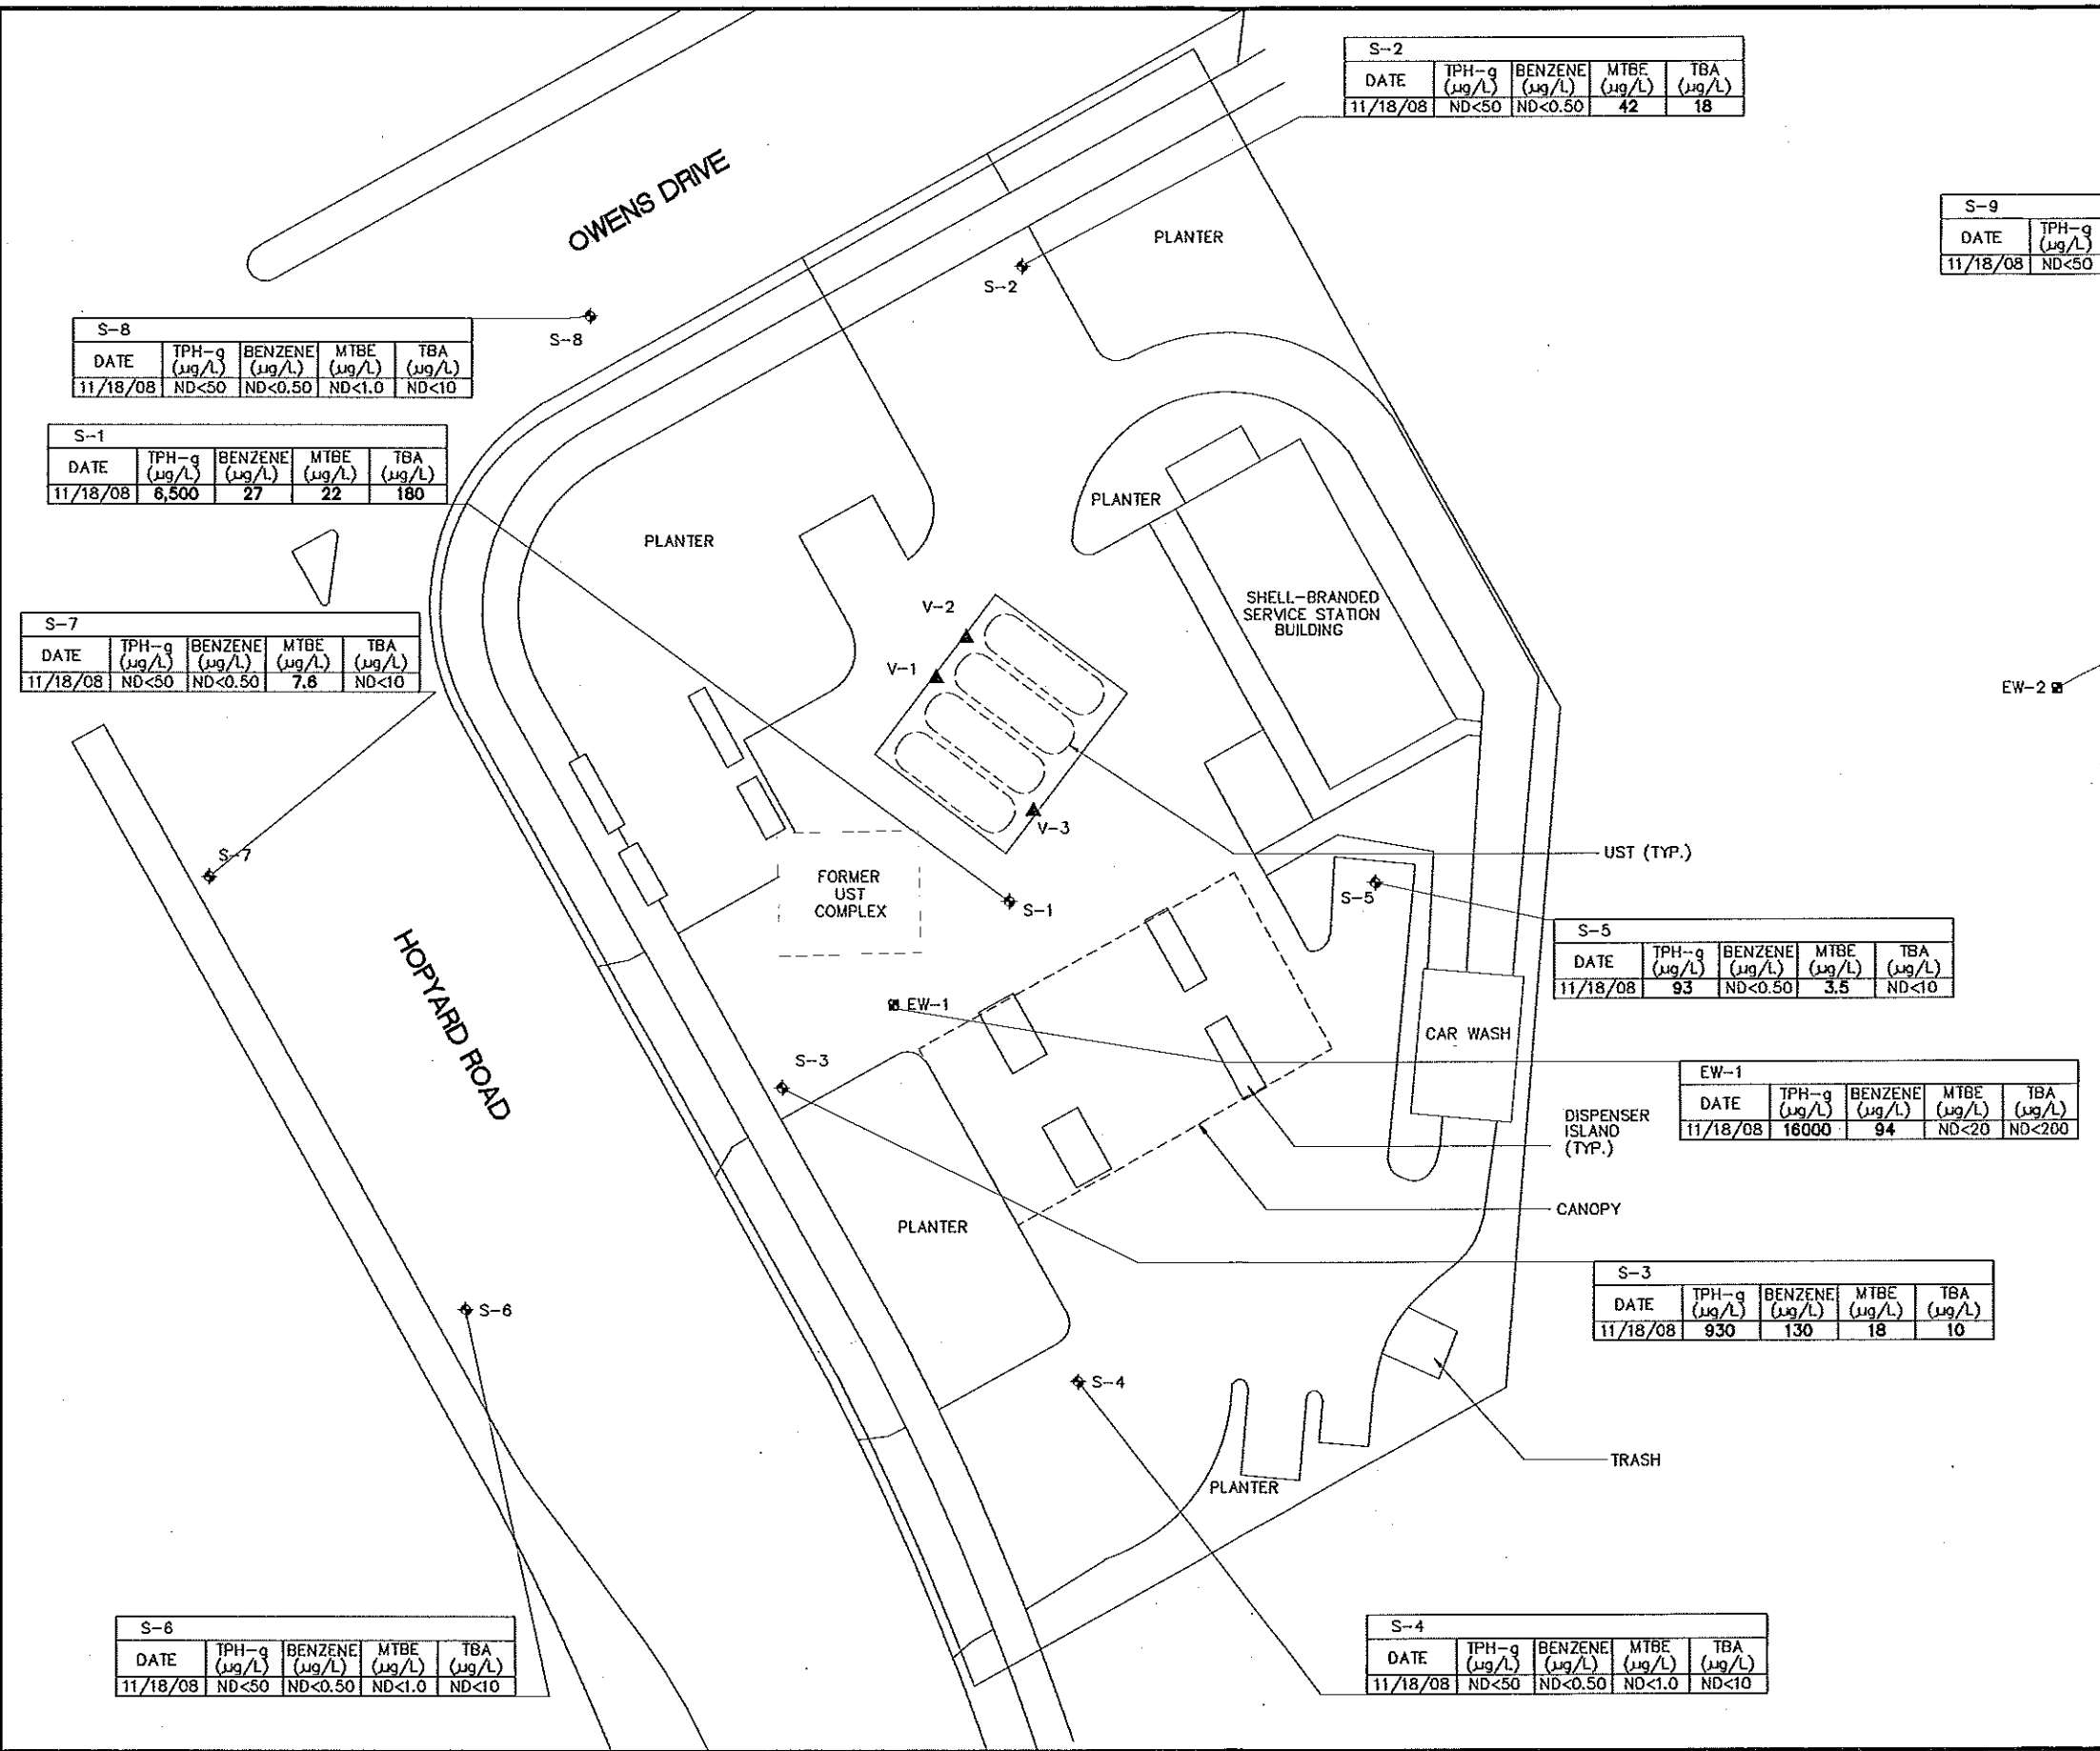 S-2
DATE TPH-g (µg/L) BENZENE (µg/L) MTBE (µg/L) TBA (µg/L)
11/18/08 ND<50 ND<0.50 42 18
OWENS DRIVE
PLANTER
S-9
DATE TPH-g (µg/L)
11/18/08 ND<50
S-2
S-8
S-8
DATE TPH-g (µg/L) BENZENE (µg/L) MTBE (µg/L) TBA (µg/L)
11/18/08 ND<50 ND<0.50 ND<1.0 ND<10
S-1
DATE TPH-g (µg/L) BENZENE (µg/L) MTBE (µg/L) TBA (µg/L)
11/18/08 6,500 27 22 180
PLANTER
PLANTER
SHELL-BRANDED
SERVICE STATION
BUILDING
V-2
V-1
V-3
S-7
DATE TPH-g (µg/L) BENZENE (µg/L) MTBE (µg/L) TBA (µg/L)
11/18/08 ND<50 ND<0.50 7.6 ND<10
EW-2
S-7
FORMER
UST
COMPLEX
S-1
UST (TYP.)
S-5
S-5
DATE TPH-g (µg/L) BENZENE (µg/L) MTBE (µg/L) TBA (µg/L)
11/18/08 93 ND<0.50 3.5 ND<10
HOPYARD ROAD
EW-1
CAR WASH
S-3
EW-1
DATE TPH-g (µg/L) BENZENE (µg/L) MTBE (µg/L) TBA (µg/L)
11/18/08 16000 94 ND<20 ND<200
DISPENSER
ISLAND
(TYP.)
CANOPY
PLANTER
S-3
DATE TPH-g (µg/L) BENZENE (µg/L) MTBE (µg/L) TBA (µg/L)
11/18/08 930 130 18 10
S-6
S-4
TRASH
PLANTER
S-6
DATE TPH-g (µg/L) BENZENE (µg/L) MTBE (µg/L) TBA (µg/L)
11/18/08 ND<50 ND<0.50 ND<1.0 ND<10
S-4
DATE TPH-g (µg/L) BENZENE (µg/L) MTBE (µg/L) TBA (µg/L)
11/18/08 ND<50 ND<0.50 ND<1.0 ND<10